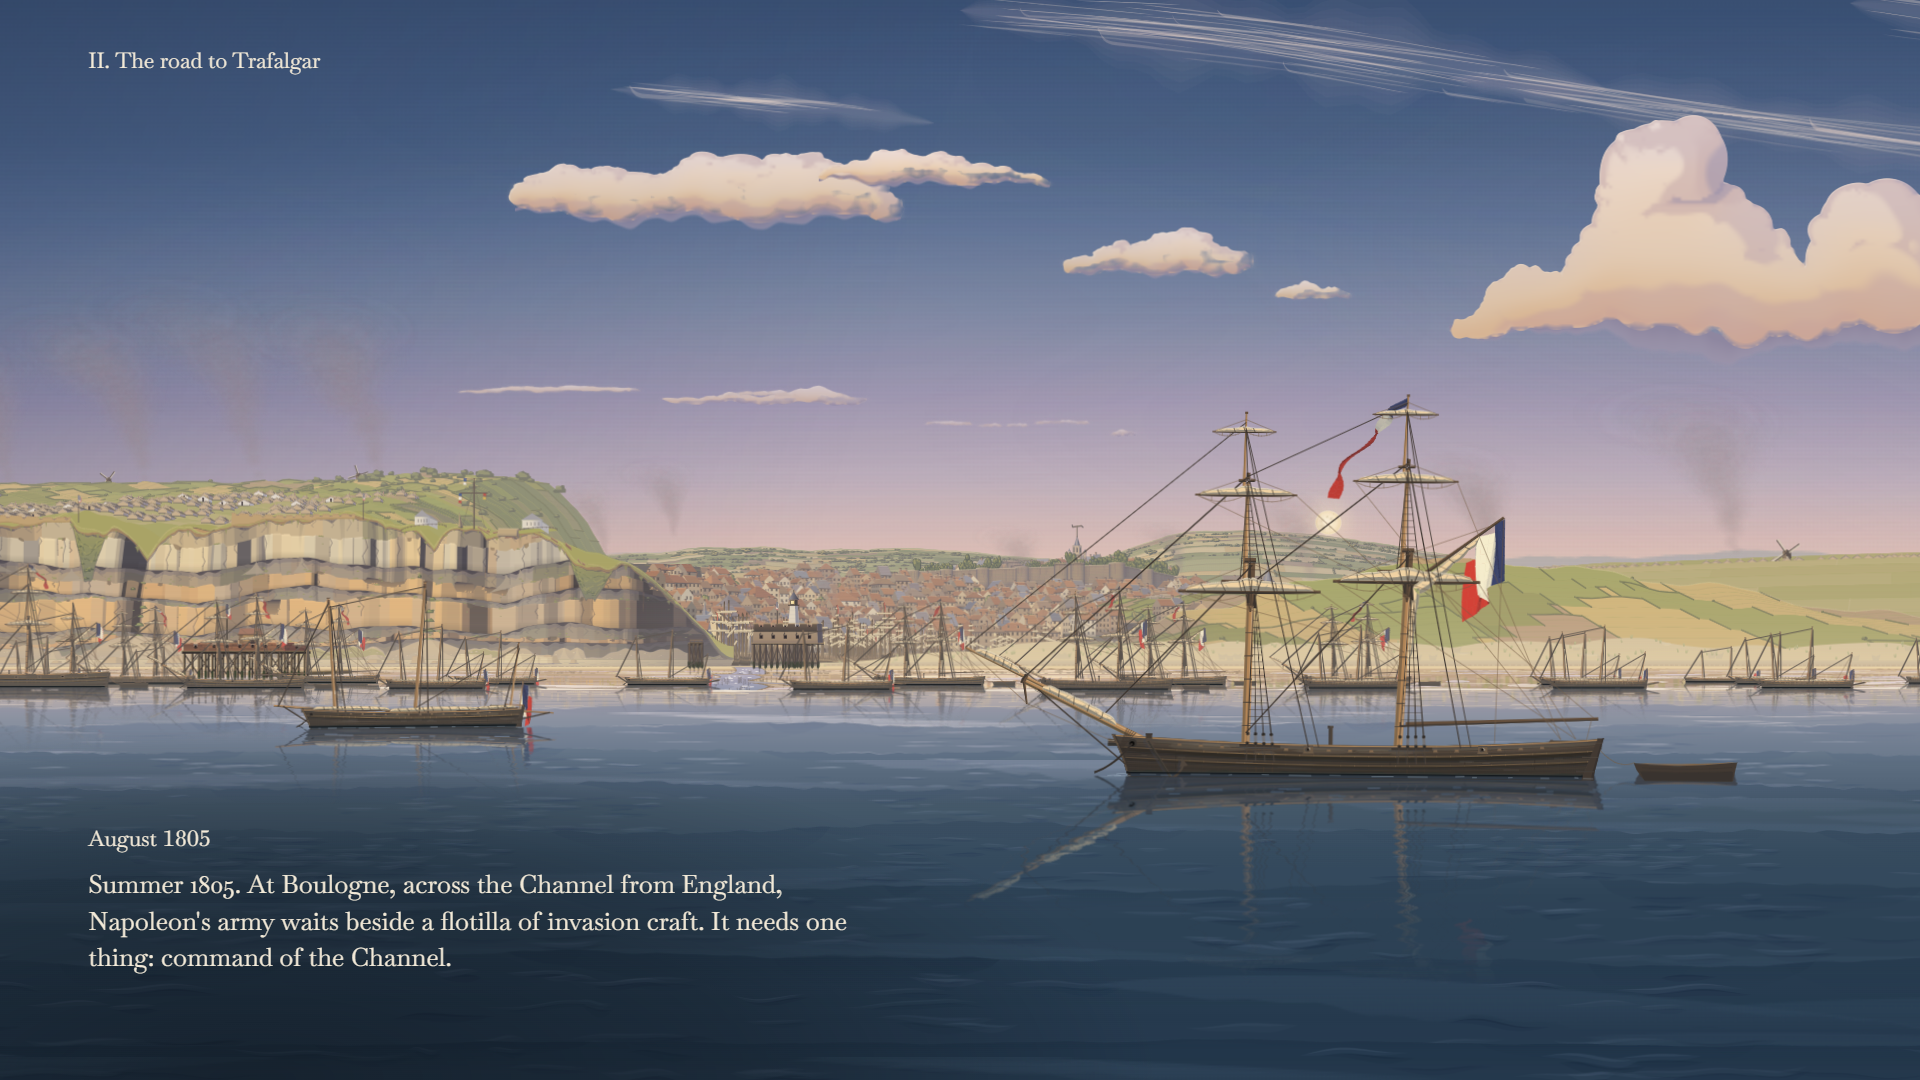 II. The road to Trafalgar
August 1805
Summer 1805. At Boulogne, across the Channel from England,
Napoleon's army waits beside a flotilla of invasion craft. It needs one
thing: command of the Channel.